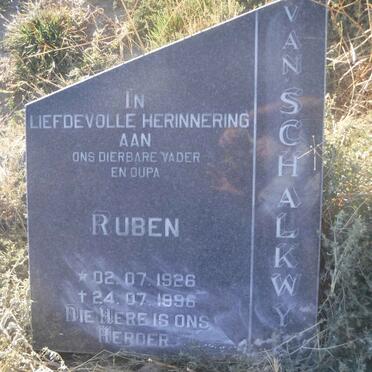 IN
LIEFDEVOLLE HERINNERING
AAN
ONS DIERBARE VADER
EN OUPA
RUBEN
* 02.07.1926
† 24.07.1996
DIE HERE IS ONS
HERDER
VAN SCHALKWY